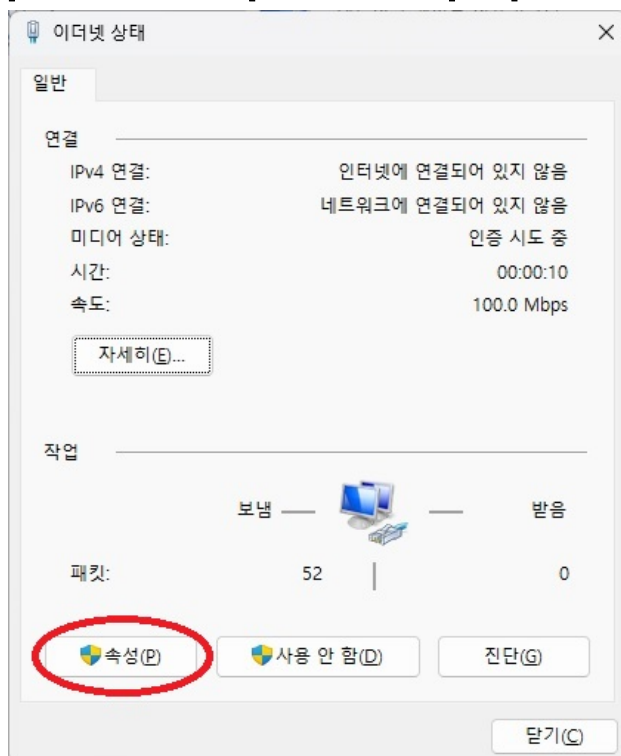 이더넷 상태
일반
연결
IPv4 연결: 인터넷에 연결되어 있지 않음
IPv6 연결: 네트워크에 연결되어 있지 않음
미디어 상태: 인증 시도 중
시간: 00:00:10
속도: 100.0 Mbps
자세히(E)...
작업
보냄 받음
패킷: 52 0
속성(P) 사용 안 함(D) 진단(G)
닫기(C)